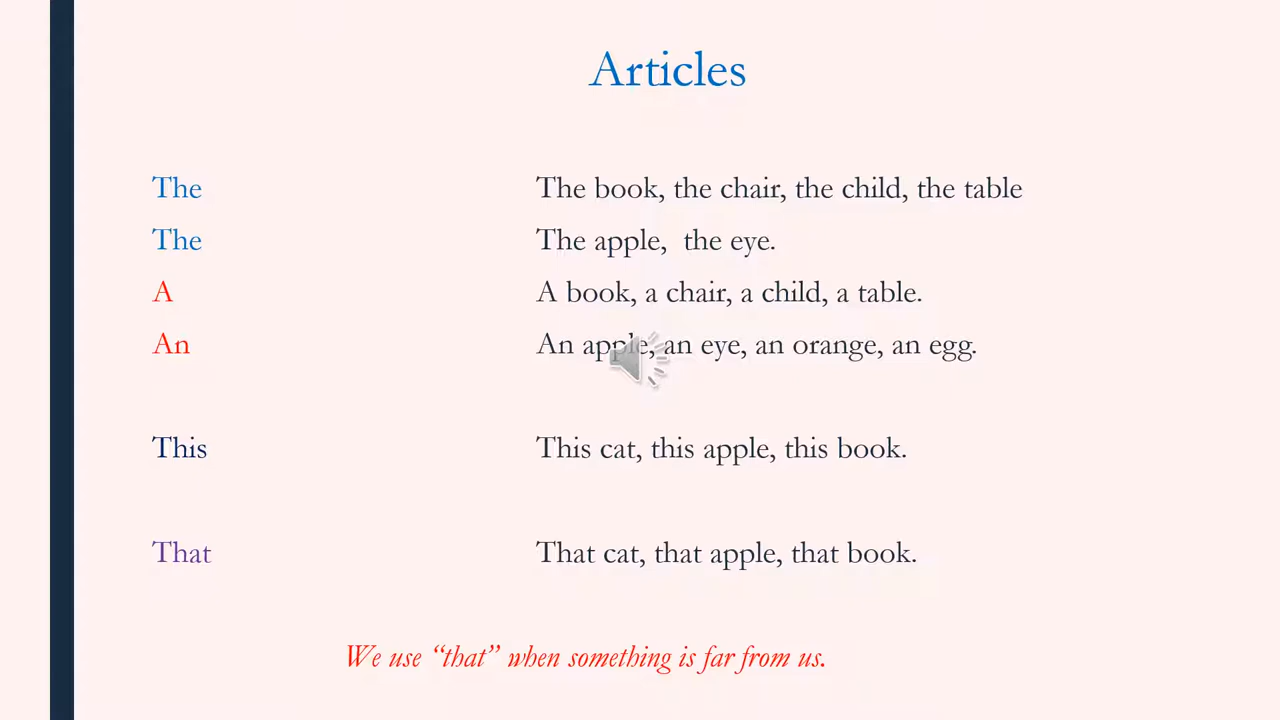 Articles
The The book, the chair, the child, the table
The The apple, the eye.
A A book, a chair, a child, a table.
An An apple, an eye, an orange, an egg.
This This cat, this apple, this book.
That That cat, that apple, that book.
We use “that” when something is far from us.